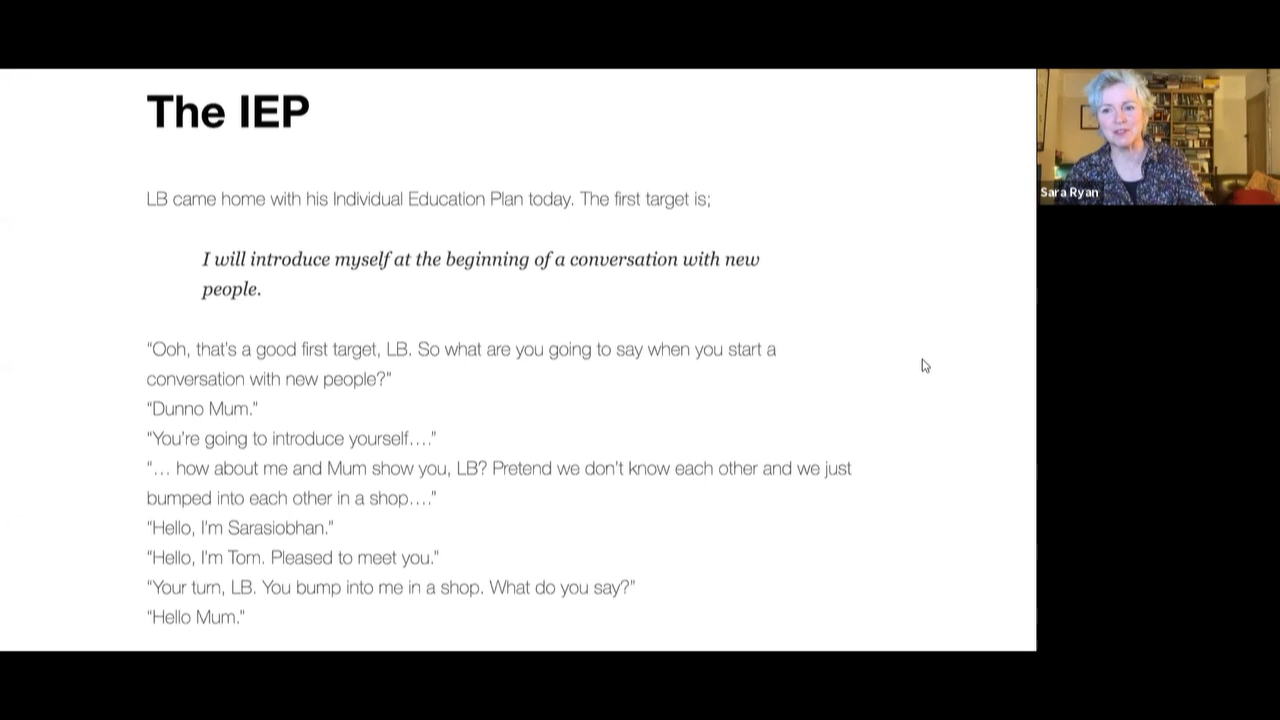 The IEP
LB came home with his Individual Education Plan today. The first target is;
I will introduce myself at the beginning of a conversation with new
people.
“Ooh, that’s a good first target, LB. So what are you going to say when you start a
conversation with new people?”
“Dunno Mum.”
“You’re going to introduce yourself….”
“… how about me and Mum show you, LB? Pretend we don’t know each other and we just
bumped into each other in a shop….”
“Hello, I’m Sarasiobhan.”
“Hello, I’m Tom. Pleased to meet you.”
“Your turn, LB. You bump into me in a shop. What do you say?”
“Hello Mum.”
Sara Ryan